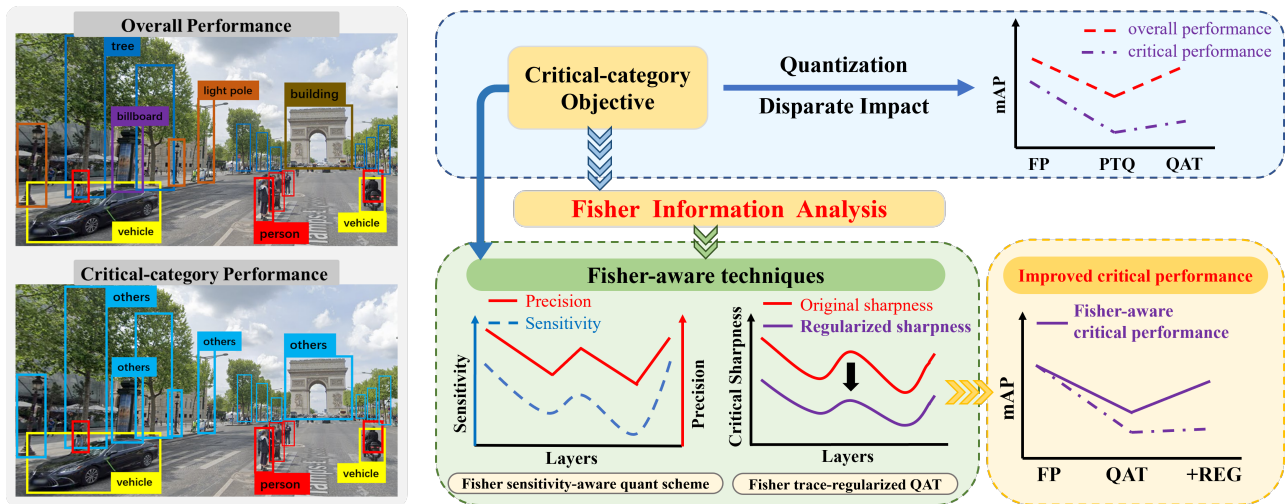 Overall Performance
tree
light pole
building
billboard
vehicle
person
vehicle
Critical-category Performance
others
others
others
others
vehicle
person
vehicle
Critical-category
Objective
Quantization
Disparate Impact
overall performance
critical performance
mAP
FP
PTQ
QAT
Fisher Information Analysis
Fisher-aware techniques
Precision
Sensitivity
Sensitivity
Precision
Layers
Fisher sensitivity-aware quant scheme
Original sharpness
Regularized sharpness
Critical Sharpness
Layers
Fisher trace-regularized QAT
Improved critical performance
Fisher-aware
critical performance
mAP
FP
QAT
+REG